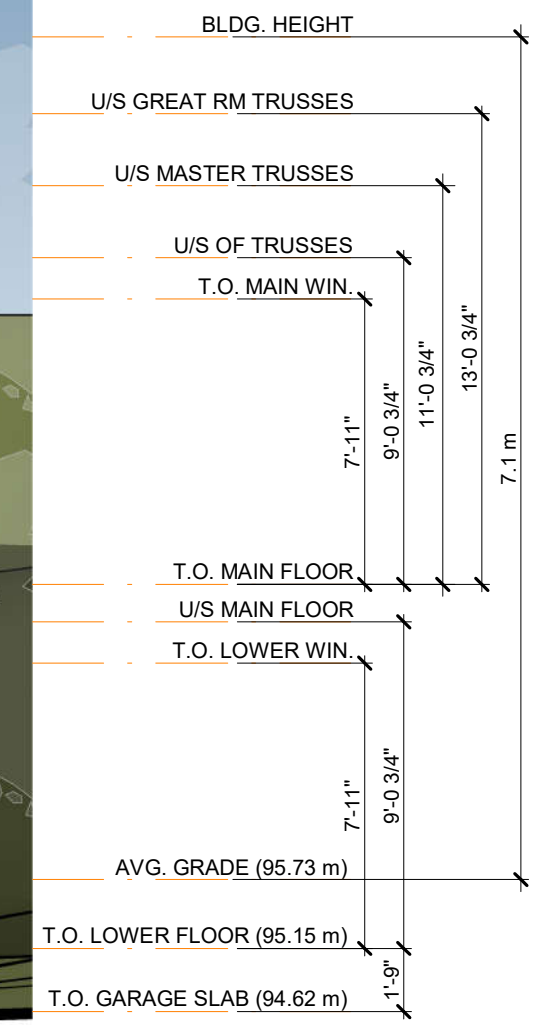 BLDG. HEIGHT
U/S GREAT RM TRUSSES
U/S MASTER TRUSSES
U/S OF TRUSSES
T.O. MAIN WIN.
7'-11"
9'-0 3/4"
11'-0 3/4"
13'-0 3/4"
7.1 m
T.O. MAIN FLOOR
U/S MAIN FLOOR
T.O. LOWER WIN.
7'-11"
9'-0 3/4"
AVG. GRADE (95.73 m)
T.O. LOWER FLOOR (95.15 m)
1'-9"
T.O. GARAGE SLAB (94.62 m)